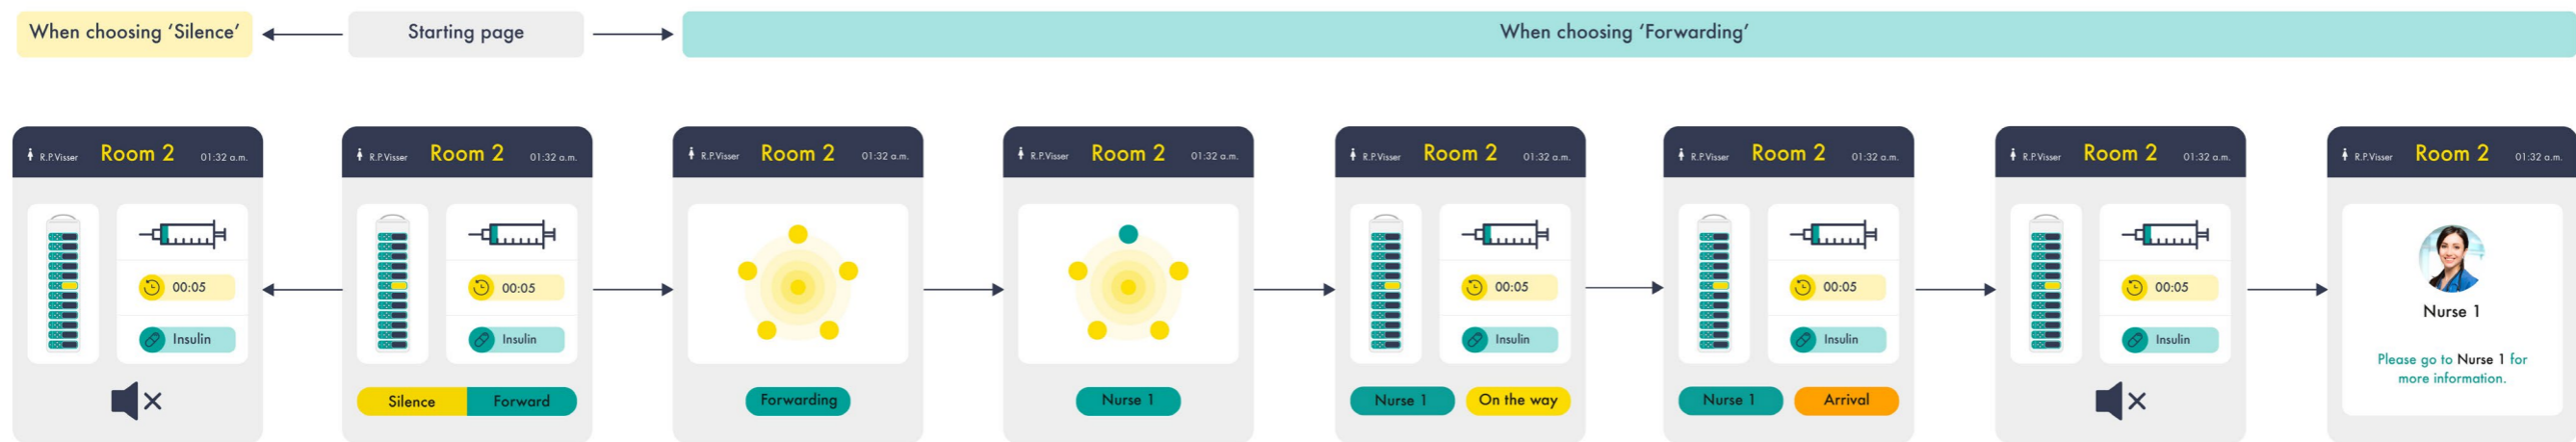 When choosing ‘Silence’
Starting page
When choosing ‘Forwarding’
R.P.Visser Room 2 01:32 a.m.
00:05
Insulin
R.P.Visser Room 2 01:32 a.m.
00:05
Insulin
Silence Forward
R.P.Visser Room 2 01:32 a.m.
Forwarding
R.P.Visser Room 2 01:32 a.m.
Nurse 1
R.P.Visser Room 2 01:32 a.m.
00:05
Insulin
Nurse 1 On the way
R.P.Visser Room 2 01:32 a.m.
00:05
Insulin
Nurse 1 Arrival
R.P.Visser Room 2 01:32 a.m.
00:05
Insulin
R.P.Visser Room 2 01:32 a.m.
Nurse 1
Please go to Nurse 1 for
more information.